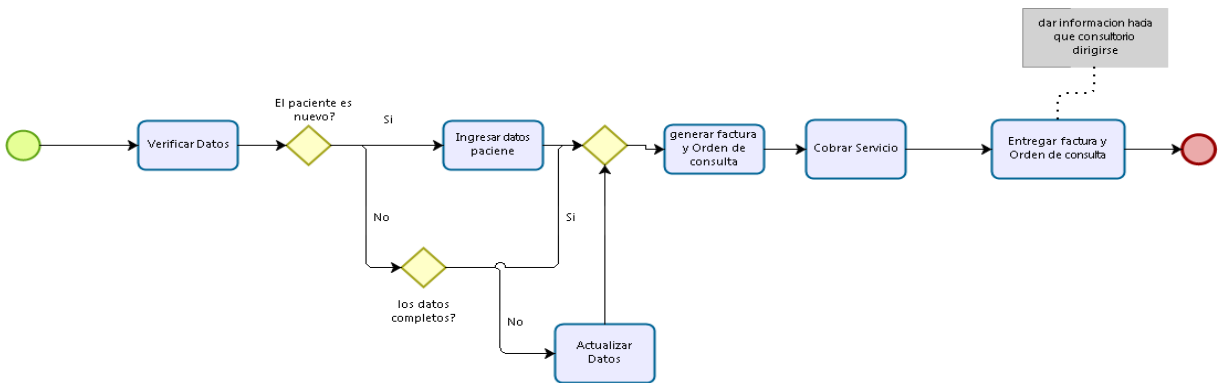 dar informacion hacia
que consultorio
dirigirse
El paciente es
nuevo?
Si
Verificar Datos
Ingresar datos
paciene
generar factura
y Orden de
consulta
Cobrar Servicio
Entregar factura y
Orden de consulta
No
Si
los datos
completos?
No
Actualizar
Datos